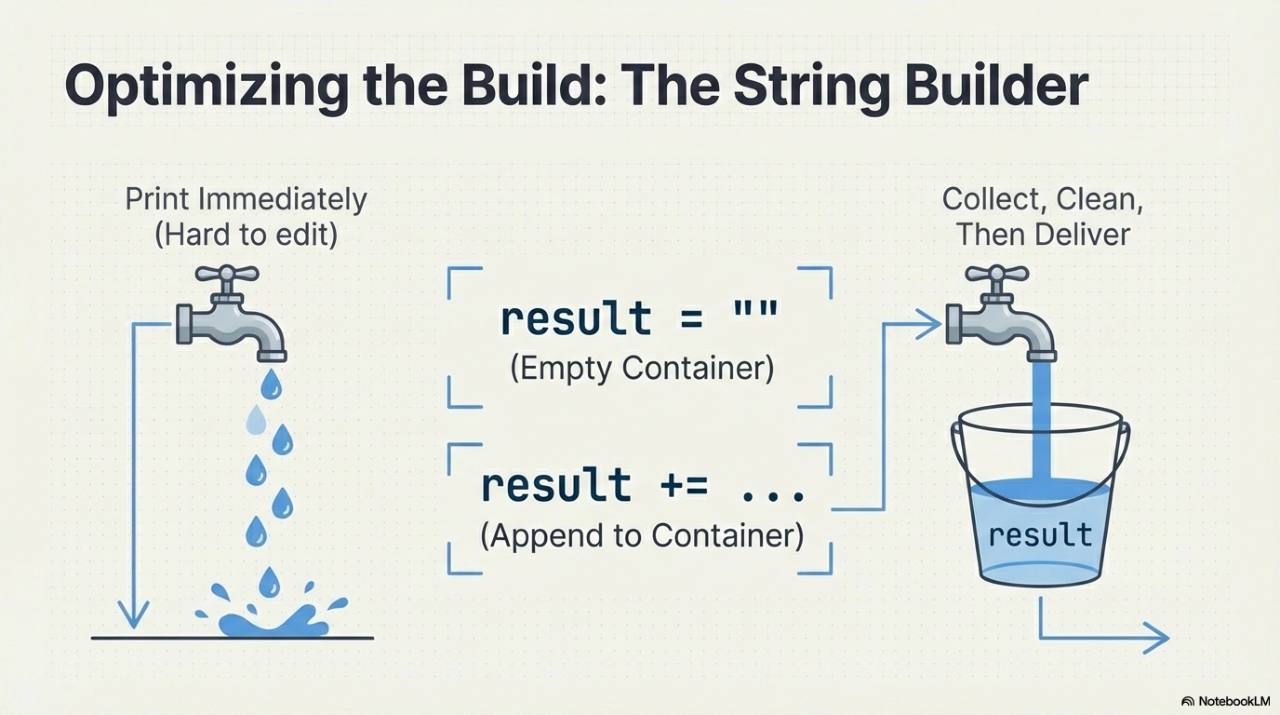 Optimizing the Build: The String Builder
Print Immediately
(Hard to edit)
result = ""
(Empty Container)
result += ...
(Append to Container)
Collect, Clean,
Then Deliver
result
NotebookLM